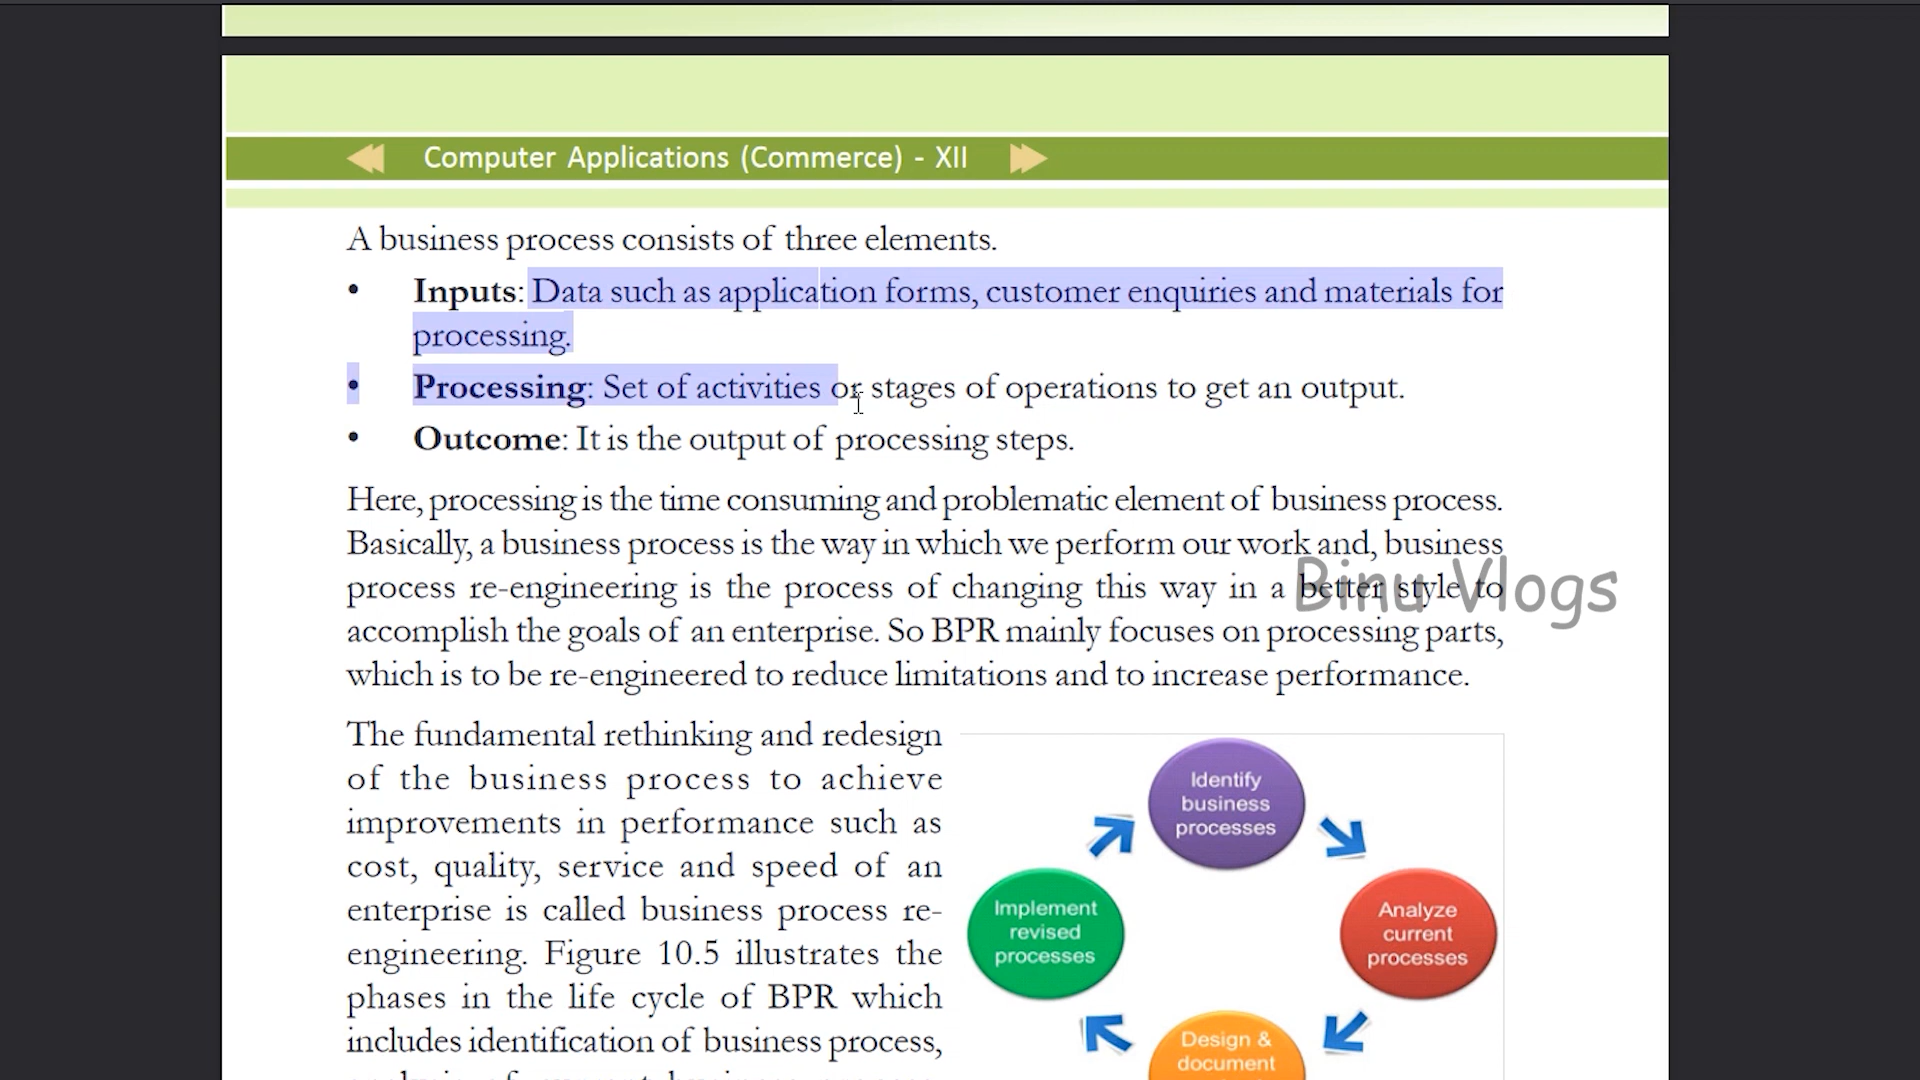 Computer Applications (Commerce) - XII
A business process consists of three elements.
• Inputs: Data such as application forms, customer enquiries and materials for
processing.
• Processing: Set of activities or stages of operations to get an output.
• Outcome: It is the output of processing steps.
Here, processing is the time consuming and problematic element of business process.
Basically, a business process is the way in which we perform our work and, business
process re-engineering is the process of changing this way in a better style to
accomplish the goals of an enterprise. So BPR mainly focuses on processing parts,
which is to be re-engineered to reduce limitations and to increase performance.
Binu Vlogs
The fundamental rethinking and redesign
of the business process to achieve
improvements in performance such as
cost, quality, service and speed of an
enterprise is called business process re-
engineering. Figure 10.5 illustrates the
phases in the life cycle of BPR which
includes identification of business process,
Identify
business
processes
Analyze
current
processes
Design &
document
Implement
revised
processes